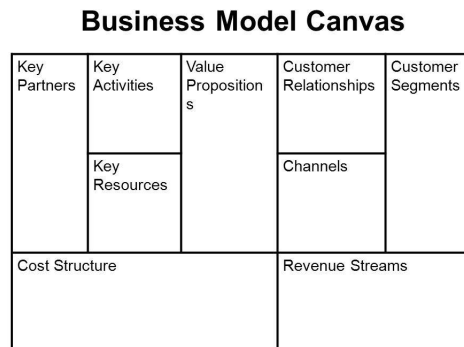 Business Model Canvas
Key
Partners
Key
Activities
Value
Proposition
s
Customer
Relationships
Customer
Segments
Key
Resources
Channels
Cost Structure
Revenue Streams